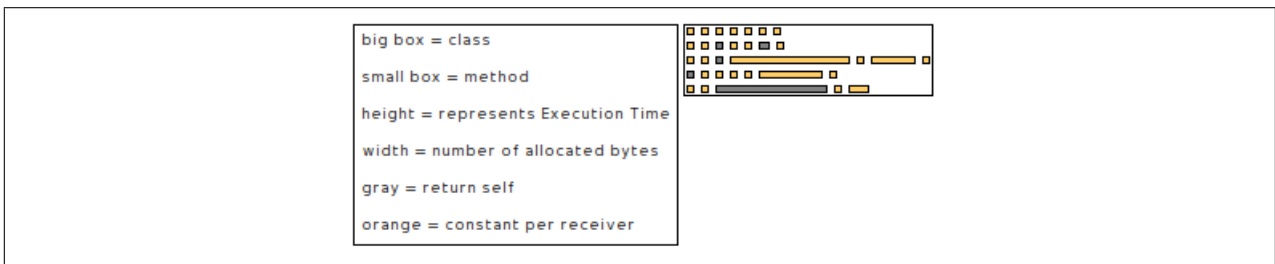 big box = class
small box = method
height = represents Execution Time
width = number of allocated bytes
gray = return self
orange = constant per receiver